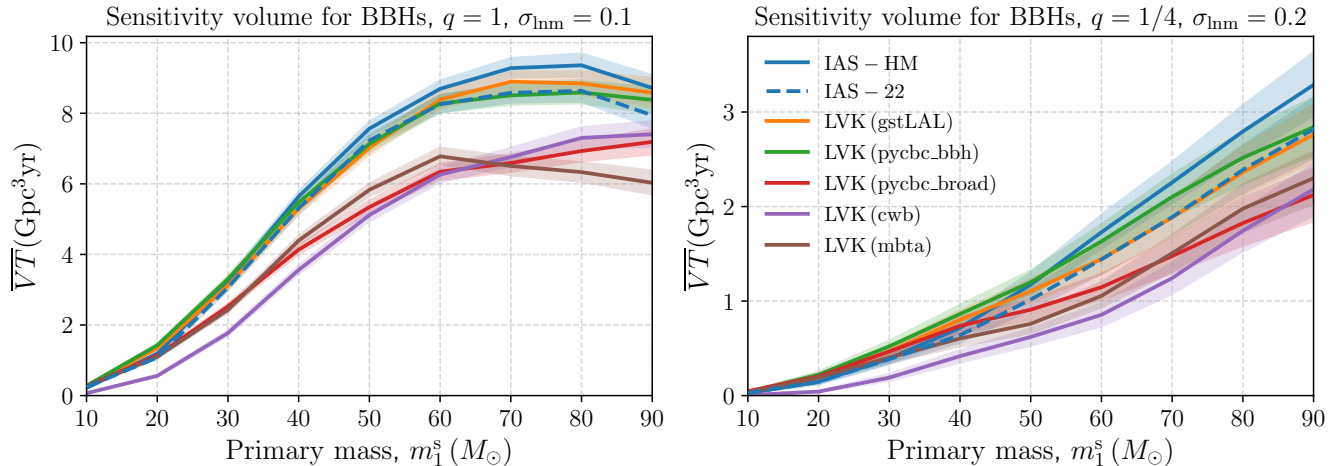 Sensitivity volume for BBHs, q = 1, σ_lnm = 0.1
10
8
6
4
2
0
V̅T̅(Gpc³yr)
10 20 30 40 50 60 70 80 90
Primary mass, m₁ˢ (M⊙)
Sensitivity volume for BBHs, q = 1/4, σ_lnm = 0.2
IAS − HM
IAS − 22
LVK (gstLAL)
LVK (pycbc_bbh)
LVK (pycbc_broad)
LVK (cwb)
LVK (mbta)
3
2
1
0
V̅T̅(Gpc³yr)
10 20 30 40 50 60 70 80 90
Primary mass, m₁ˢ (M⊙)